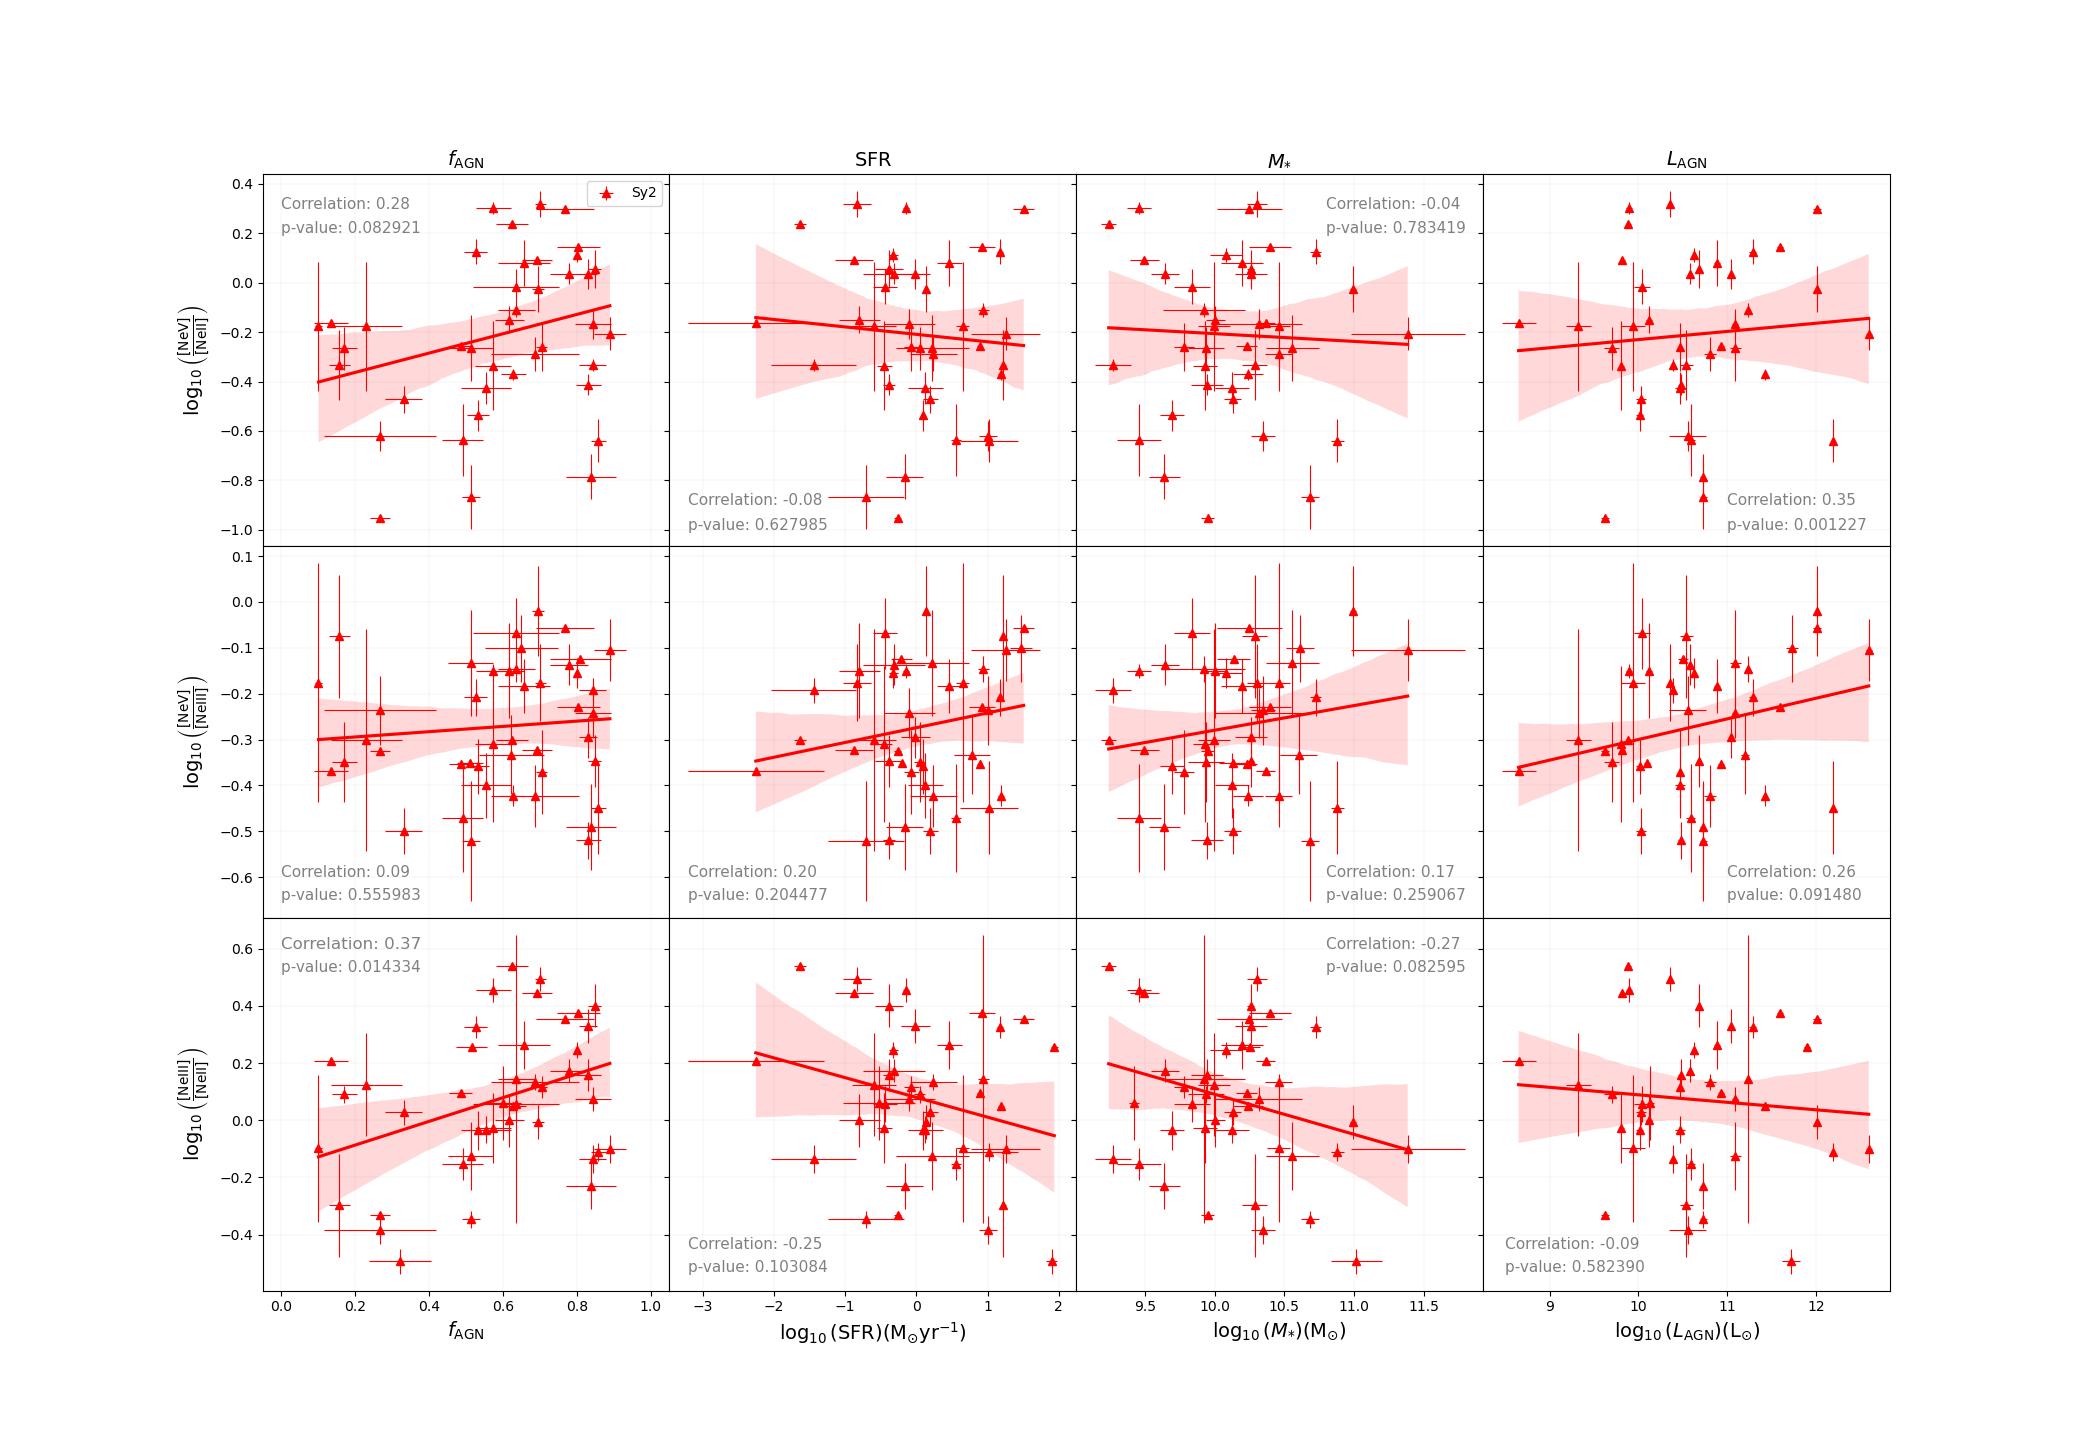 f_AGN SFR M_* L_AGN
Sy2
Correlation: 0.28
p-value: 0.082921
Correlation: -0.08
p-value: 0.627985
Correlation: -0.04
p-value: 0.783419
Correlation: 0.35
p-value: 0.001227
log10([NeV]/[NeII])
0.4
0.2
0.0
−0.2
−0.4
−0.6
−0.8
−1.0
Correlation: 0.09
p-value: 0.555983
Correlation: 0.20
p-value: 0.204477
Correlation: 0.17
p-value: 0.259067
Correlation: 0.26
pvalue: 0.091480
log10([NeV]/[NeIII])
0.1
0.0
−0.1
−0.2
−0.3
−0.4
−0.5
−0.6
Correlation: 0.37
p-value: 0.014334
Correlation: -0.25
p-value: 0.103084
Correlation: -0.27
p-value: 0.082595
Correlation: -0.09
p-value: 0.582390
log10([NeIII]/[NeII])
0.6
0.4
0.2
0.0
−0.2
−0.4
0.0 0.2 0.4 0.6 0.8 1.0 −3 −2 −1 0 1 2 9.5 10.0 10.5 11.0 11.5 9 10 11 12
f_AGN log10(SFR)(M⊙yr⁻¹) log10(M_*)(M⊙) log10(L_AGN)(L⊙)